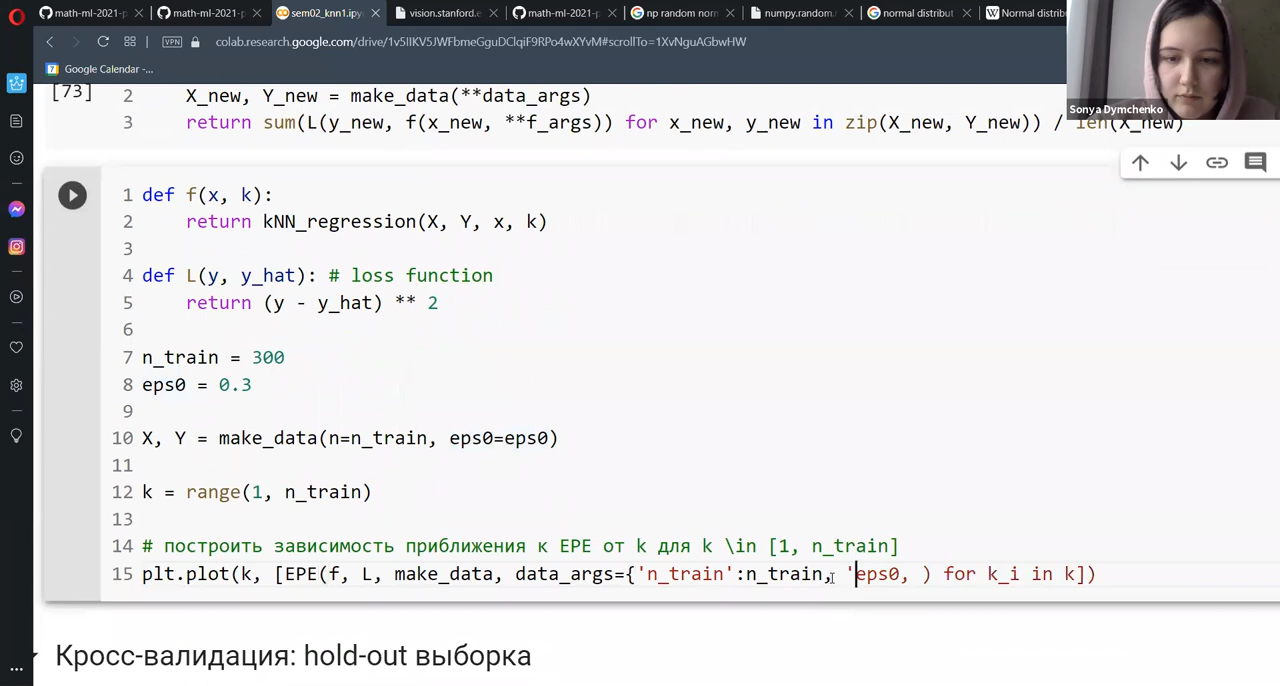 math-ml-2021-p
math-ml-2021-p
sem02_knn1.ipy
vision.stanford.e
math-ml-2021-p
np random norm
numpy.random.
normal distribut
Normal distrib
VPN
colab.research.google.com/drive/1v5IIKV5JWFbmeGguDClqiF9RPo4wXYvM#scrollTo=1XvNguAGbwHW
7 Google Calendar -...
Sonya Dymchenko
[73] 2 X_new, Y_new = make_data(**data_args)
3 return sum(L(y_new, f(x_new, **f_args)) for x_new, y_new in zip(X_new, Y_new)) / len(X_new)
1 def f(x, k):
2 return kNN_regression(X, Y, x, k)
3
4 def L(y, y_hat): # loss function
5 return (y - y_hat) ** 2
6
7 n_train = 300
8 eps0 = 0.3
9
10 X, Y = make_data(n=n_train, eps0=eps0)
11
12 k = range(1, n_train)
13
14 # построить зависимость приближения к EPE от k для k \in [1, n_train]
15 plt.plot(k, [EPE(f, L, make_data, data_args={'n_train':n_train, 'eps0, ) for k_i in k])
Кросс-валидация: hold-out выборка